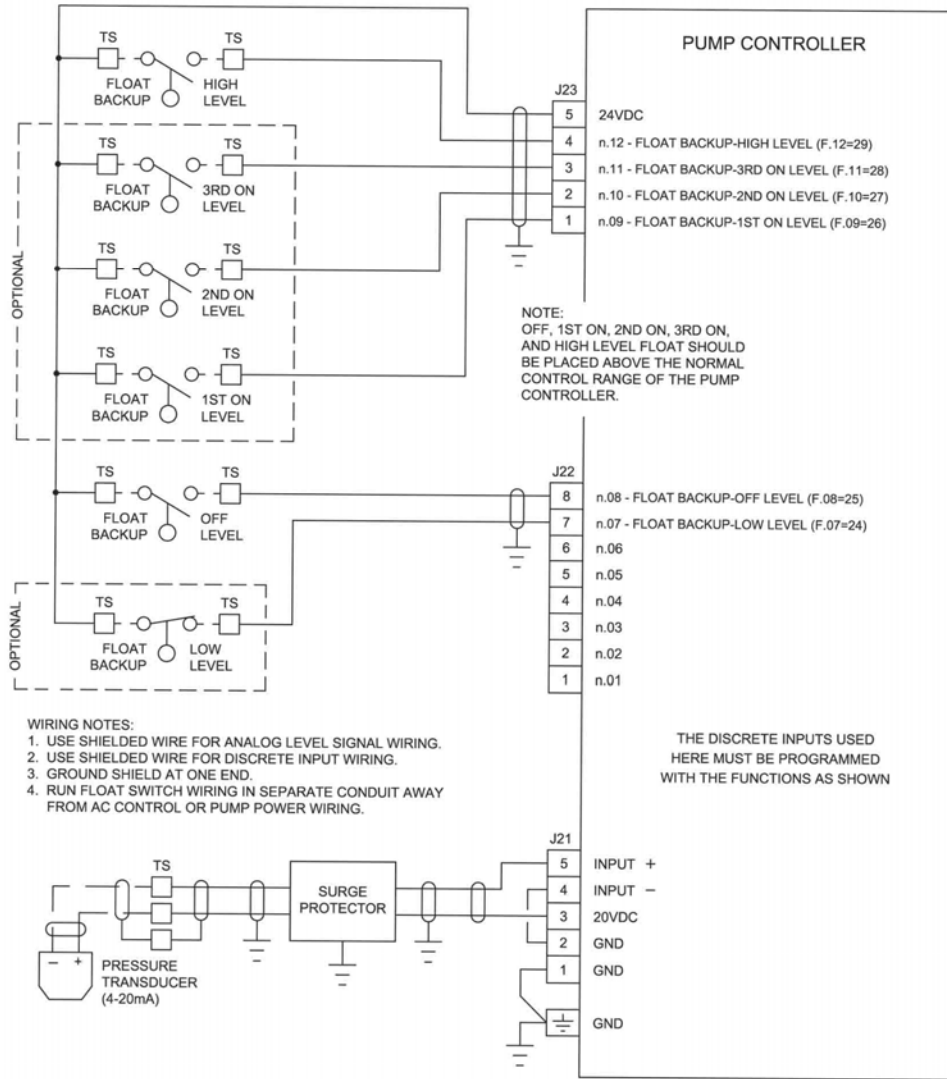 PUMP CONTROLLER
TS TS
FLOAT BACKUP HIGH LEVEL
OPTIONAL
TS TS
FLOAT BACKUP 3RD ON LEVEL
TS TS
FLOAT BACKUP 2ND ON LEVEL
TS TS
FLOAT BACKUP 1ST ON LEVEL
TS TS
FLOAT BACKUP OFF LEVEL
OPTIONAL
TS TS
FLOAT BACKUP LOW LEVEL
J23
5 24VDC
4 n.12 - FLOAT BACKUP-HIGH LEVEL (F.12=29)
3 n.11 - FLOAT BACKUP-3RD ON LEVEL (F.11=28)
2 n.10 - FLOAT BACKUP-2ND ON LEVEL (F.10=27)
1 n.09 - FLOAT BACKUP-1ST ON LEVEL (F.09=26)
NOTE:
OFF, 1ST ON, 2ND ON, 3RD ON,
AND HIGH LEVEL FLOAT SHOULD
BE PLACED ABOVE THE NORMAL
CONTROL RANGE OF THE PUMP
CONTROLLER.
J22
8 n.08 - FLOAT BACKUP-OFF LEVEL (F.08=25)
7 n.07 - FLOAT BACKUP-LOW LEVEL (F.07=24)
6 n.06
5 n.05
4 n.04
3 n.03
2 n.02
1 n.01
WIRING NOTES:
1. USE SHIELDED WIRE FOR ANALOG LEVEL SIGNAL WIRING.
2. USE SHIELDED WIRE FOR DISCRETE INPUT WIRING.
3. GROUND SHIELD AT ONE END.
4. RUN FLOAT SWITCH WIRING IN SEPARATE CONDUIT AWAY
FROM AC CONTROL OR PUMP POWER WIRING.
THE DISCRETE INPUTS USED
HERE MUST BE PROGRAMMED
WITH THE FUNCTIONS AS SHOWN
J21
5 INPUT +
4 INPUT −
3 20VDC
2 GND
1 GND
GND
TS
SURGE
PROTECTOR
− +
PRESSURE
TRANSDUCER
(4-20mA)